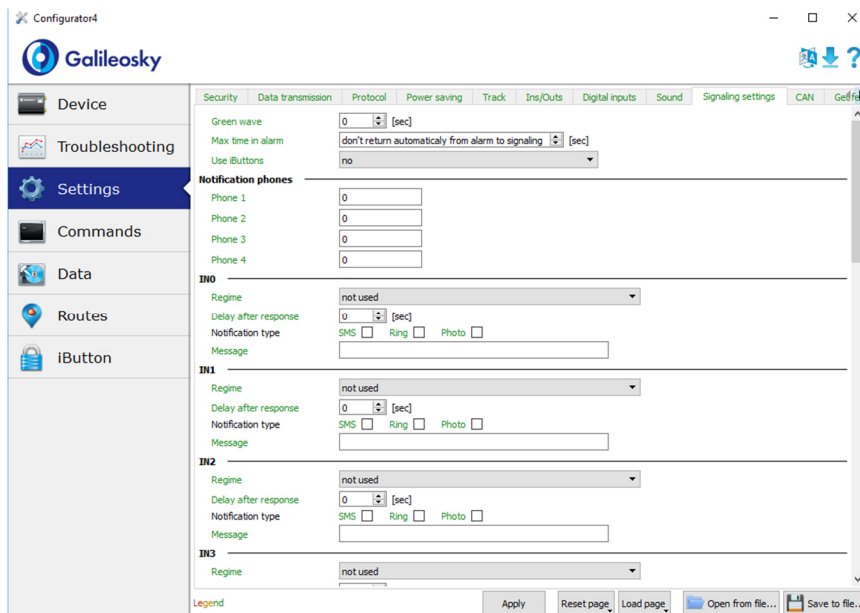 Configurator4
Galileosky
Device
Troubleshooting
Settings
Commands
Data
Routes
iButton
Security Data transmission Protocol Power saving Track Ins/Outs Digital inputs Sound Signaling settings CAN
Green wave 0 [sec]
Max time in alarm don't return automaticaly from alarm to signaling [sec]
Use iButtons no
Notification phones
Phone 1 0
Phone 2 0
Phone 3 0
Phone 4 0
IN0
Regime not used
Delay after response 0 [sec]
Notification type SMS Ring Photo
Message
IN1
Regime not used
Delay after response 0 [sec]
Notification type SMS Ring Photo
Message
IN2
Regime not used
Delay after response 0 [sec]
Notification type SMS Ring Photo
Message
IN3
Regime not used
Legend Apply Reset page Load page Open from file... Save to file...